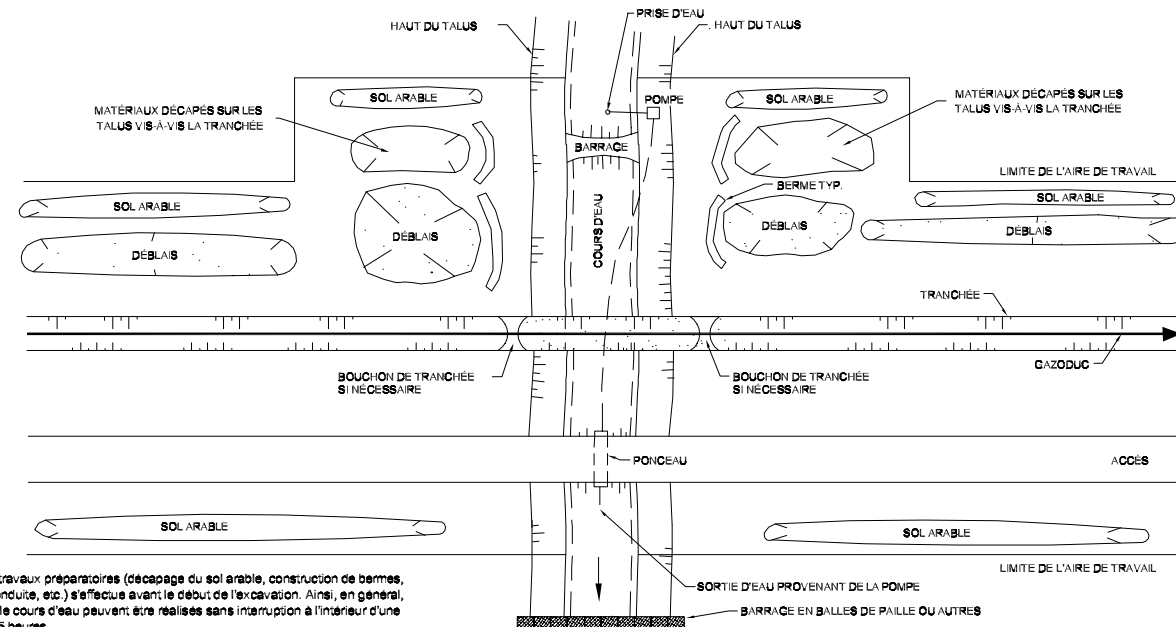 PRISE D'EAU
HAUT DU TALUS
HAUT DU TALUS
MATÉRIAUX DÉCAPÉS SUR LES
TALUS VIS-À-VIS LA TRANCHÉE
SOL ARABLE
POMPE
SOL ARABLE
MATÉRIAUX DÉCAPÉS SUR LES
TALUS VIS-À-VIS LA TRANCHÉE
BARRAGE
LIMITE DE L'AIRE DE TRAVAIL
BERME TYP.
SOL ARABLE
SOL ARABLE
COURS D'EAU
DÉBLAIS
DÉBLAIS
DÉBLAIS
DÉBLAIS
TRANCHÉE
GAZODUC
BOUCHON DE TRANCHÉE
SI NÉCESSAIRE
BOUCHON DE TRANCHÉE
SI NÉCESSAIRE
PONCEAU
ACCÈS
SOL ARABLE
SOL ARABLE
LIMITE DE L'AIRE DE TRAVAIL
travaux préparatoires (décapage du sol arable, construction de bermes,
nduite, etc.) s'effectue avant le début de l'excavation. Ainsi, en général,
le cours d'eau peuvent être réalisés sans interruption à l'intérieur d'une
heures
SORTIE D'EAU PROVENANT DE LA POMPE
BARRAGE EN BALLES DE PAILLE OU AUTRES